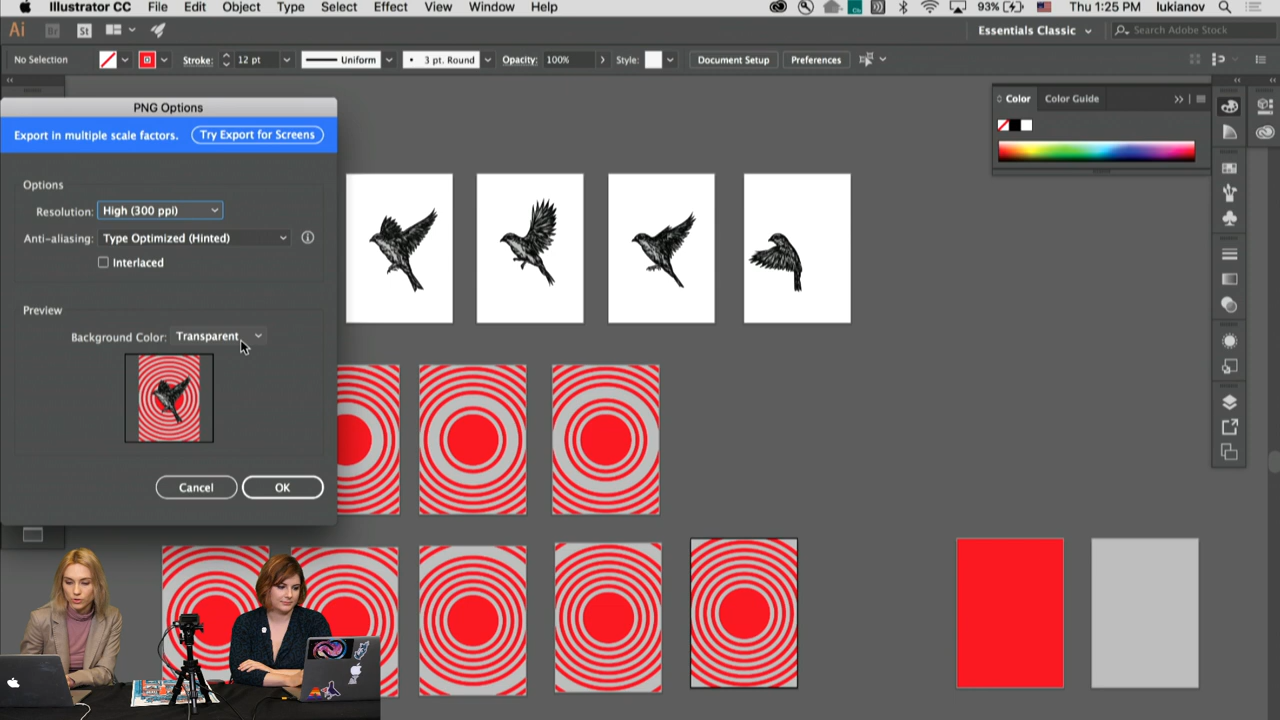 Illustrator CC File Edit Object Type Select Effect View Window Help
93% Thu 1:25 PM lukianov
Ai Br St Essentials Classic Search Adobe Stock
No Selection Stroke: 12 pt Uniform 3 pt. Round Opacity: 100% Style: Document Setup Preferences
PNG Options
Export in multiple scale factors. Try Export for Screens
Options
Resolution: High (300 ppi)
Anti-aliasing: Type Optimized (Hinted)
Interlaced
Preview
Background Color: Transparent
Cancel OK
Color Color Guide